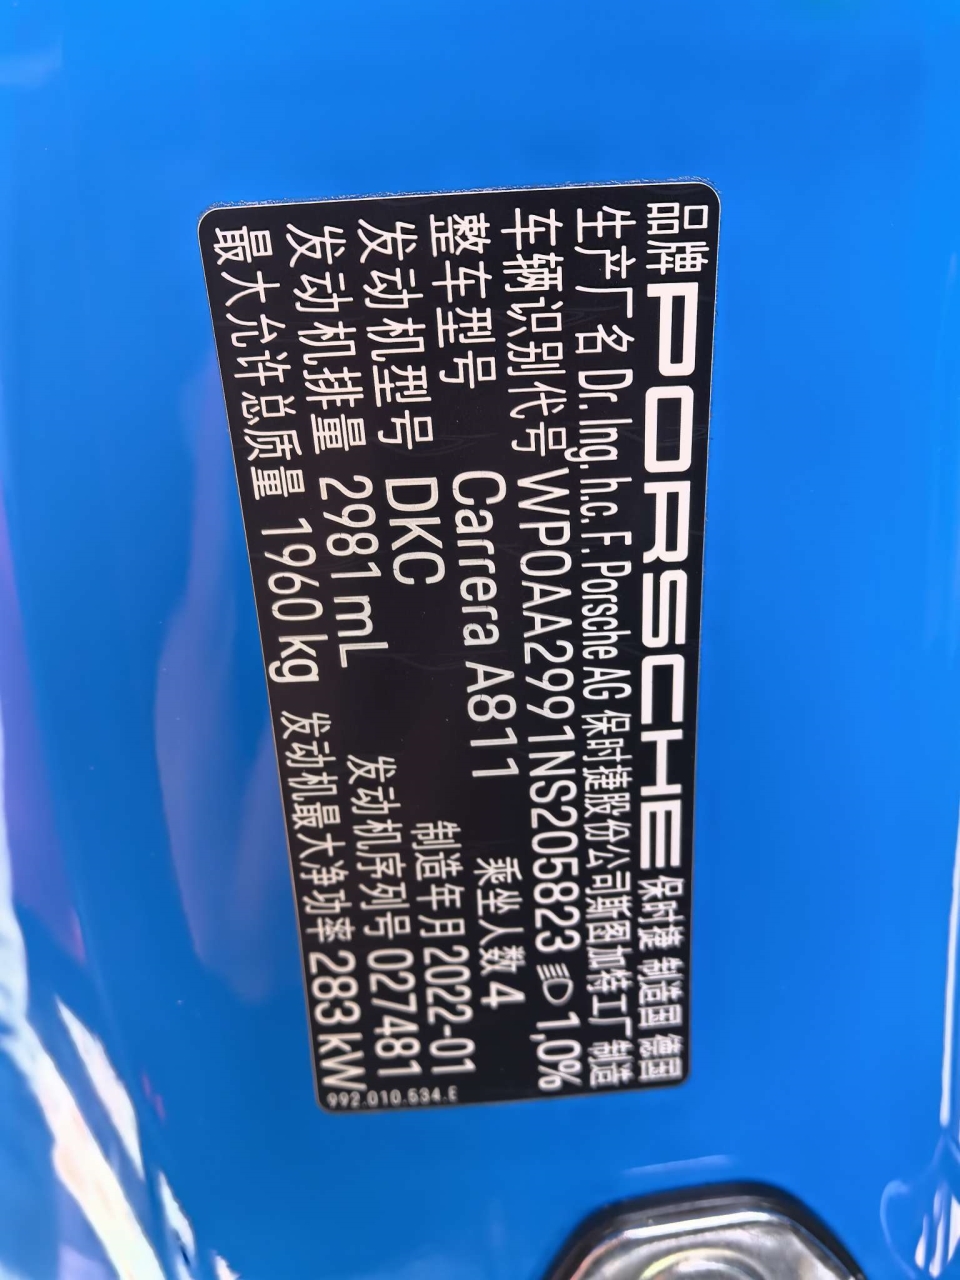 品牌 PORSCHE 保时捷 制造国 德国
生产厂名 Dr. Ing. h.c. F. Porsche AG 保时捷股份公司斯图加特工厂制造
车辆识别代号 WP0AA2991NS205823 1,0%
整车型号 Carrera A811 乘坐人数 4
发动机型号 DKC 制造年月 2022-01
发动机排量 2981 mL 发动机序列号 027481
最大允许总质量 1960 kg 发动机最大净功率 283 kW
992.010.534.E